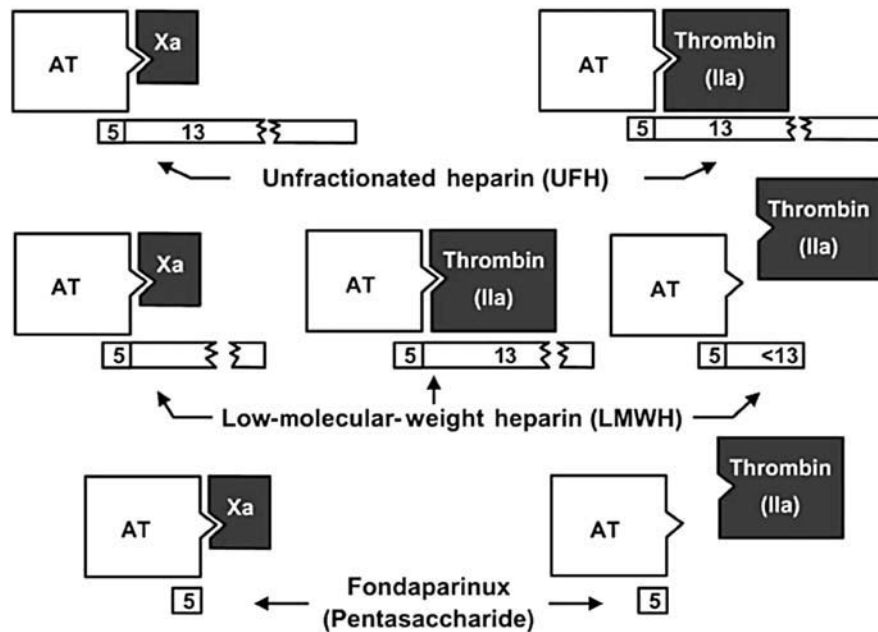 AT
Xa
5 13
AT
Thrombin
(IIa)
5 13
Unfractionated heparin (UFH)
AT
Xa
5
AT
Thrombin
(IIa)
5 13
AT
Thrombin
(IIa)
5 <13
Low-molecular-weight heparin (LMWH)
AT
Xa
5
AT
Thrombin
(IIa)
5
Fondaparinux
(Pentasaccharide)